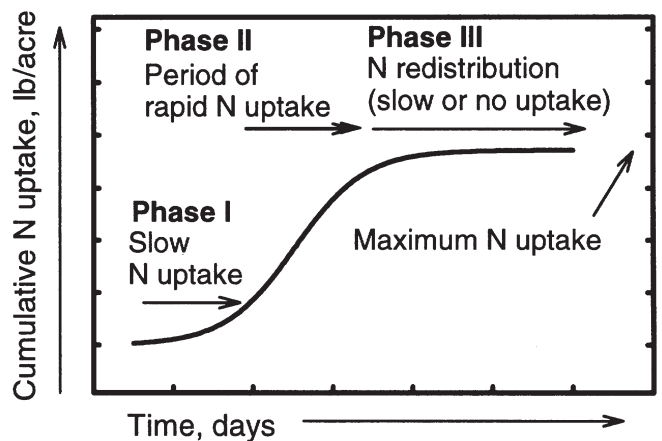 Phase II
Period of
rapid N uptake
Phase III
N redistribution
(slow or no uptake)
Phase I
Slow
N uptake
Maximum N uptake
Cumulative N uptake, lb/acre
Time, days